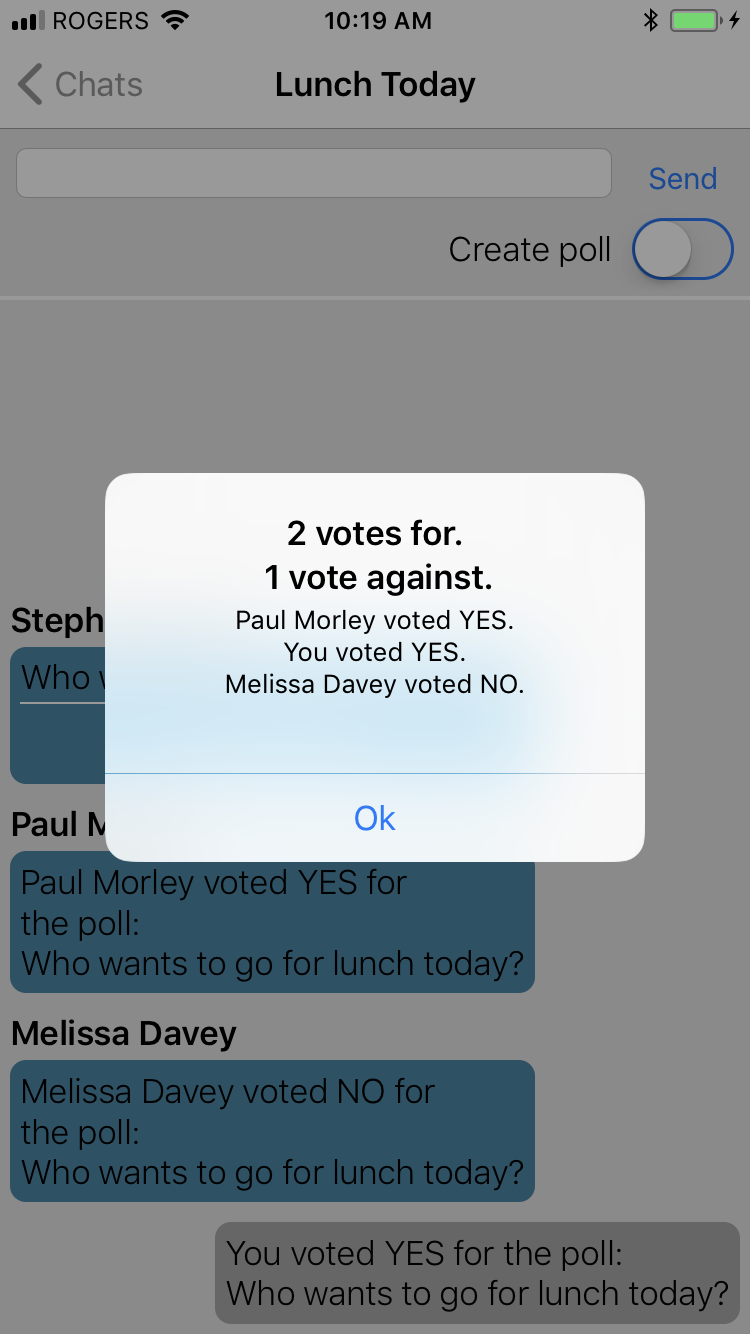 ROGERS 10:19 AM
Chats Lunch Today
Send
Create poll
2 votes for.
1 vote against.
Paul Morley voted YES.
You voted YES.
Melissa Davey voted NO.
Ok
Steph
Who
Paul
Paul Morley voted YES for
the poll:
Who wants to go for lunch today?
Melissa Davey
Melissa Davey voted NO for
the poll:
Who wants to go for lunch today?
You voted YES for the poll:
Who wants to go for lunch today?